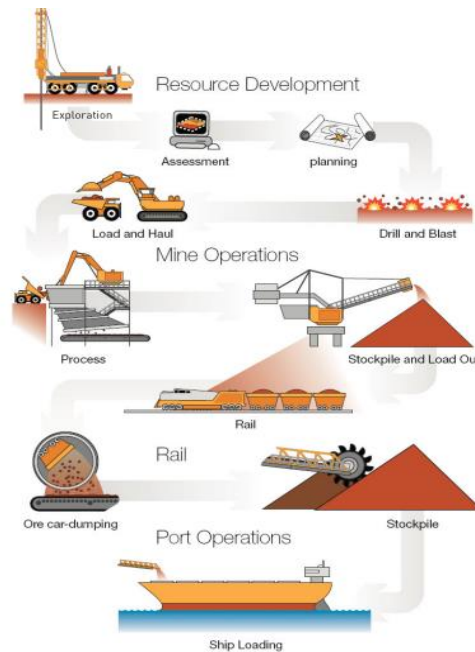 Resource Development
Exploration
Assessment
planning
Load and Haul
Drill and Blast
Mine Operations
Process
Stockpile and Load Ou
Rail
Rail
Ore car-dumping
Stockpile
Port Operations
Ship Loading